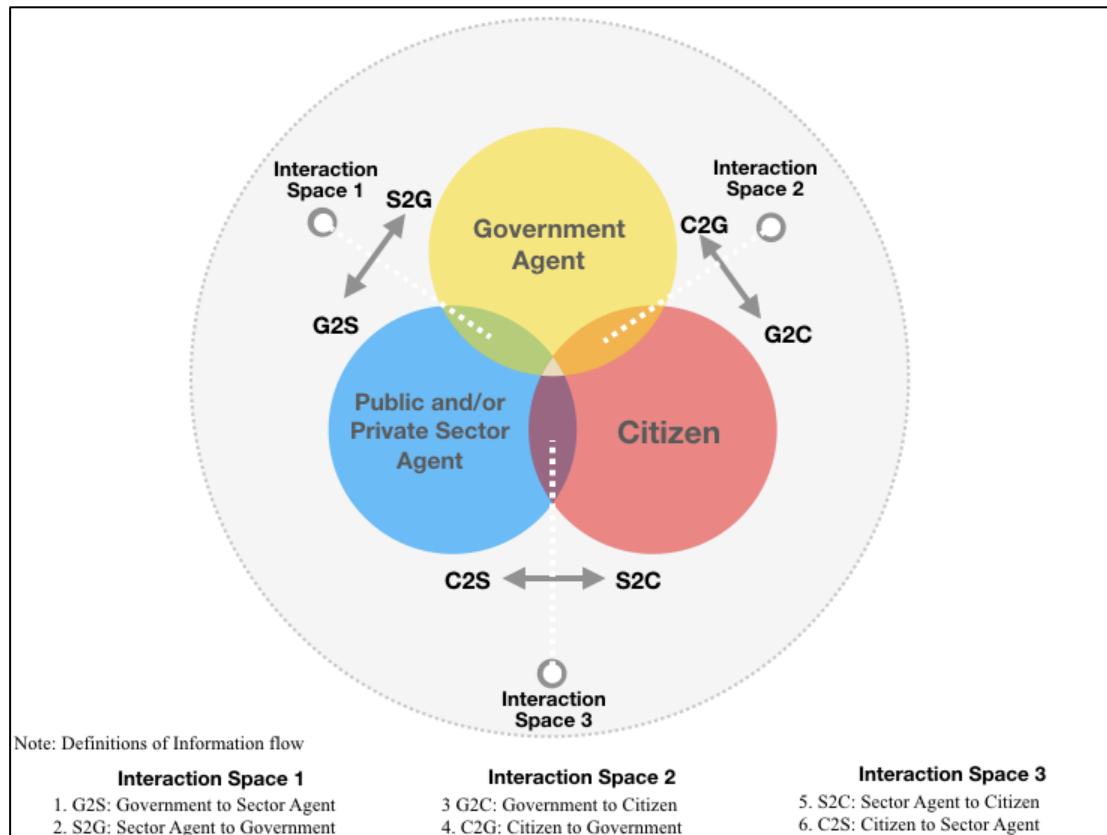 Interaction
Space 1
S2G
G2S
Government
Agent
Interaction
Space 2
C2G
G2C
Public and/or
Private Sector
Agent
Citizen
C2S
S2C
Interaction
Space 3
Note: Definitions of Information flow
Interaction Space 1
1. G2S: Government to Sector Agent
2. S2G: Sector Agent to Government
Interaction Space 2
3 G2C: Government to Citizen
4. C2G: Citizen to Government
Interaction Space 3
5. S2C: Sector Agent to Citizen
6. C2S: Citizen to Sector Agent